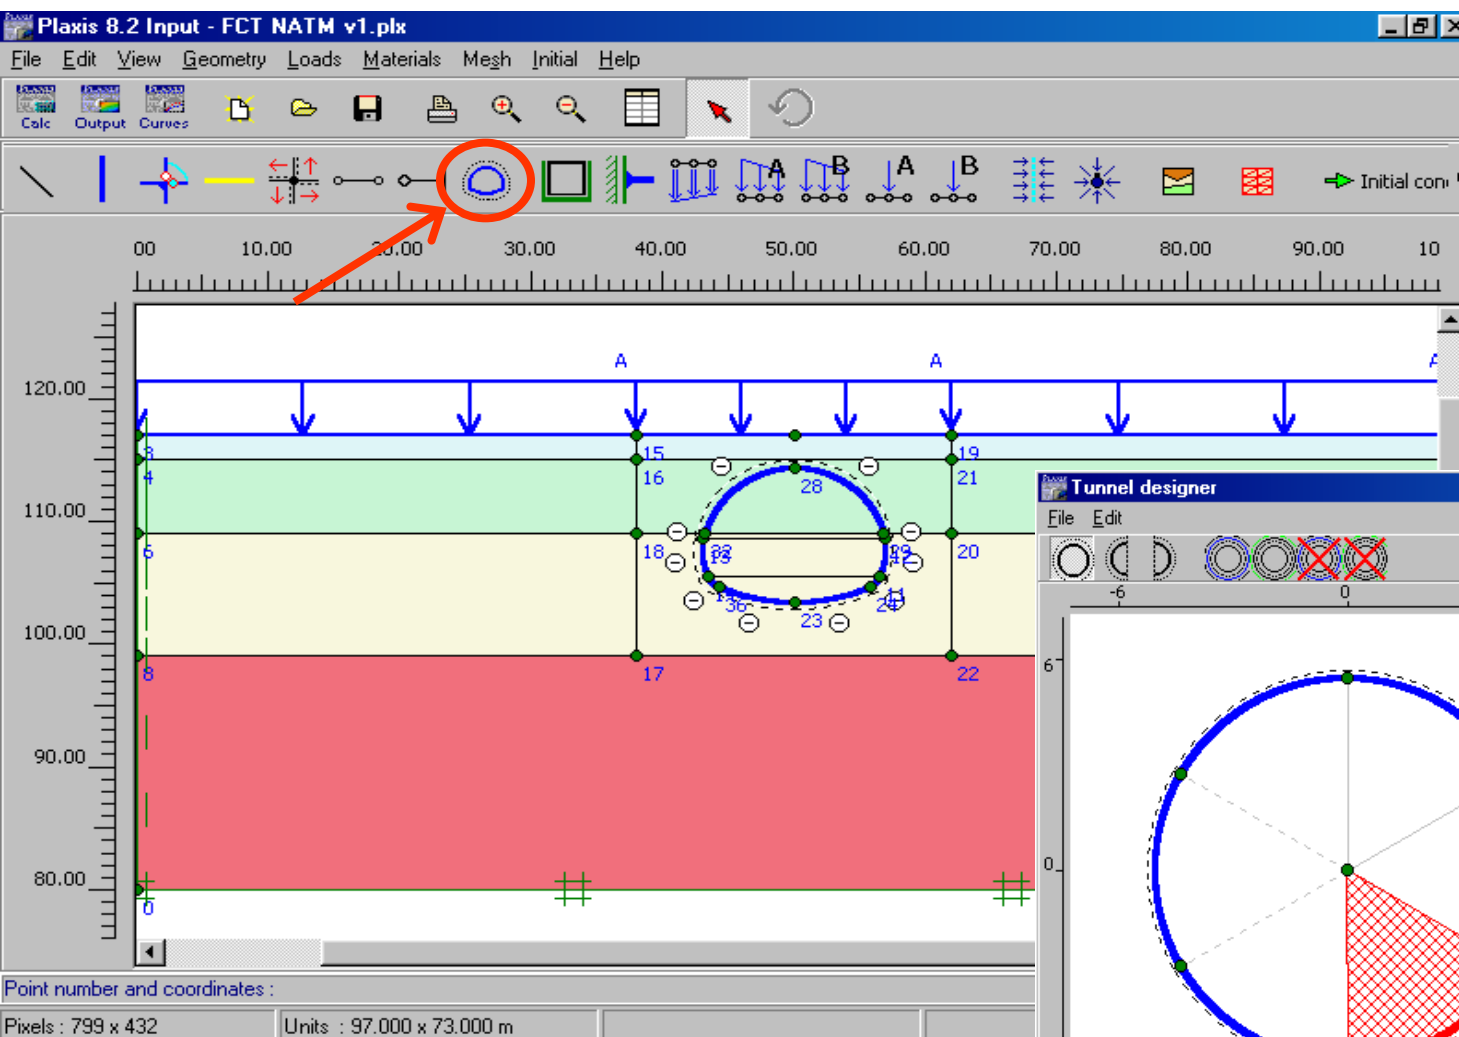 Plaxis 8.2 Input - FCT NATM v1.plx
File Edit View Geometry Loads Materials Mesh Initial Help
Calc Output Curves
A B A B Initial con
00 10.00 20.00 30.00 40.00 50.00 60.00 70.00 80.00 90.00 10
A A A
120.00
3 15 19
4 16 28 21
110.00
6 18 20
36 23
100.00
8 17 22
90.00
80.00
0
Tunnel designer
File Edit
-6 0
6
0
Point number and coordinates :
Pixels : 799 x 432 Units : 97.000 x 73.000 m